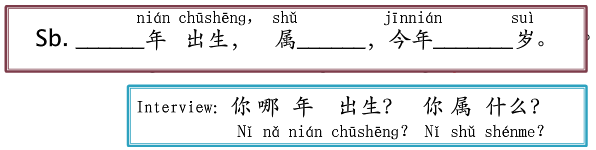 nián chūshēng, shǔ jīnnián suì
Sb. ______年 出生, 属______, 今年_______岁。
Interview: 你 哪 年 出生? 你 属 什么?
Nǐ nǎ nián chūshēng? Nǐ shǔ shénme?